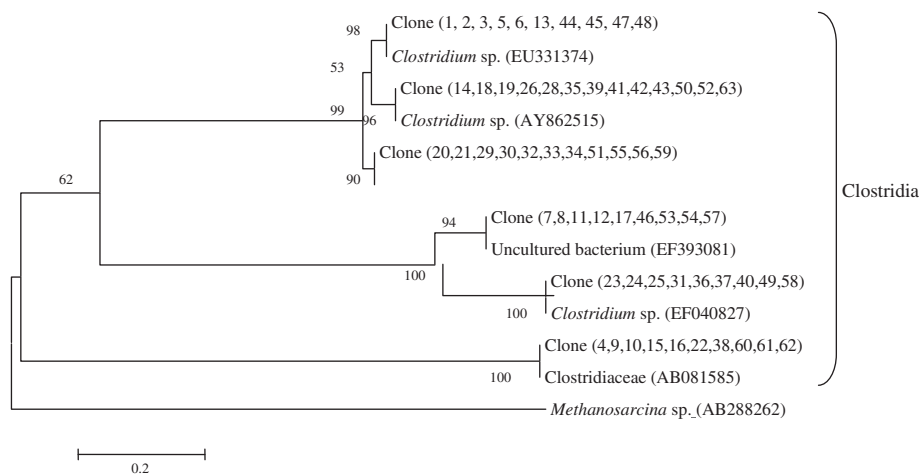 Clone (1, 2, 3, 5, 6, 13, 44, 45, 47,48)
98
Clostridium sp. (EU331374)
53
Clone (14,18,19,26,28,35,39,41,42,43,50,52,63)
99
96
Clostridium sp. (AY862515)
Clone (20,21,29,30,32,33,34,51,55,56,59)
90
62
Clostridia
Clone (7,8,11,12,17,46,53,54,57)
94
Uncultured bacterium (EF393081)
100
Clone (23,24,25,31,36,37,40,49,58)
100
Clostridium sp. (EF040827)
Clone (4,9,10,15,16,22,38,60,61,62)
100
Clostridiaceae (AB081585)
Methanosarcina sp. (AB288262)
0.2